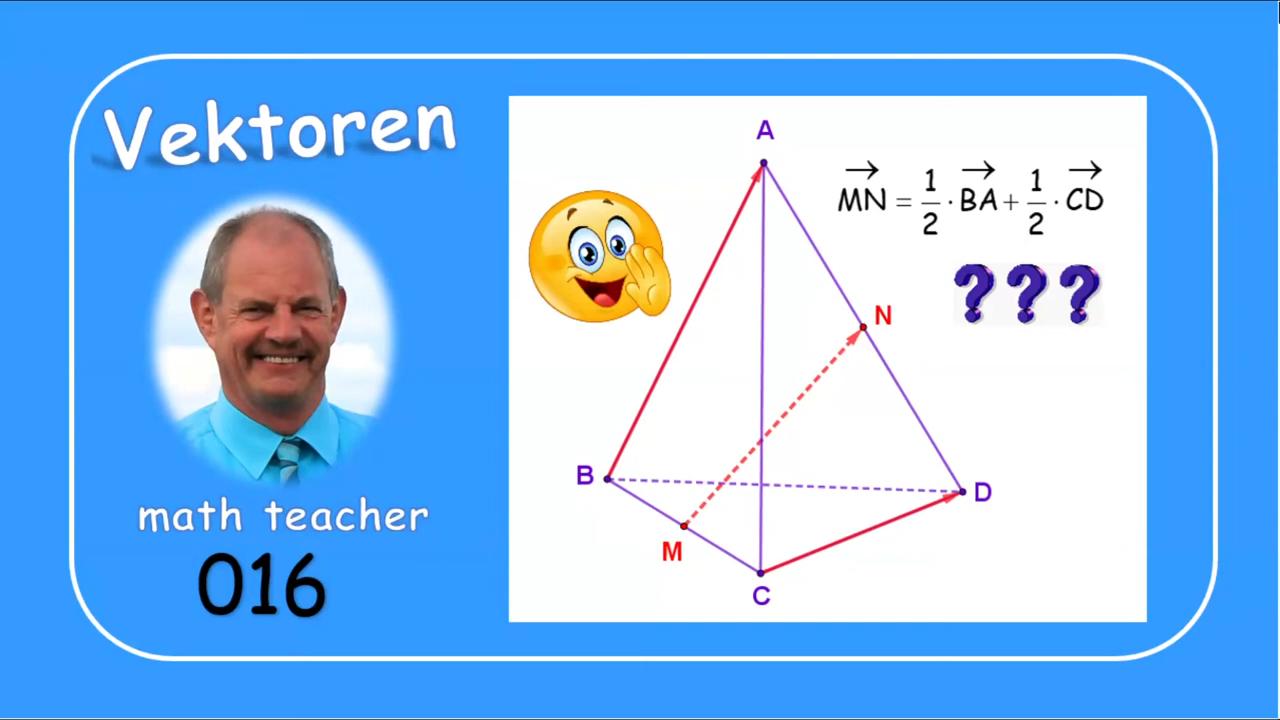 Vektoren
math teacher
016
A
→ → →
MN = 1/2 · BA + 1/2 · CD
???
N
B
D
M
C